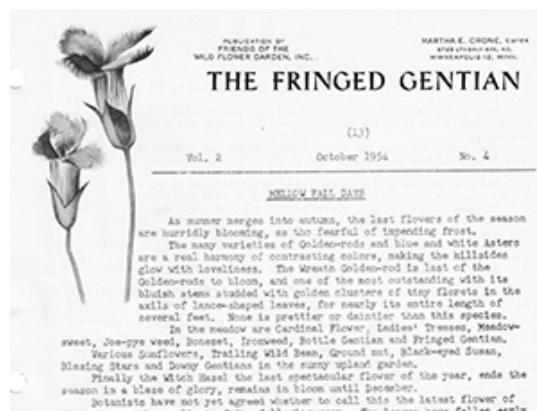 PUBLICATION OF
FRIENDS OF THE
WILD FLOWER GARDEN, INC.
MARTHA E. CRONE, EDITOR
MINNEAPOLIS 12, MINN.
THE FRINGED GENTIAN
(13)
Vol. 2 October 1954 No. 4
MELLOW FALL DAYS
As summer merges into autumn, the last flowers of the season
are hurridly blooming, as tho fearful of impending frost.
The many varieties of Golden-rods and blue and white Asters
are a real harmony of contrasting colors, making the hillsides
glow with loveliness. The Wreath Golden-rod is last of the
Golden-rods to bloom, and one of the most outstanding with its
bluish stems studded with golden clusters of tiny florets in the
axils of lance-shaped leaves, for nearly its entire length of
several feet. None is prettier or daintier than this species.
In the meadow are Cardinal Flower, Ladies' Tresses, Meadow-
sweet, Joe-pye weed, Boneset, Ironweed, Bottle Gentian and Fringed Gentian.
Various Sunflowers, Trailing Wild Bean, Ground nut, Black-eyed Susan,
Blazing Stars and Downy Gentians in the sunny upland garden.
Finally the Witch Hazel the last spectacular flower of the year, ends the
season in a blaze of glory, remains in bloom until December.
Botanists have not yet agreed whether to call this the latest flower of